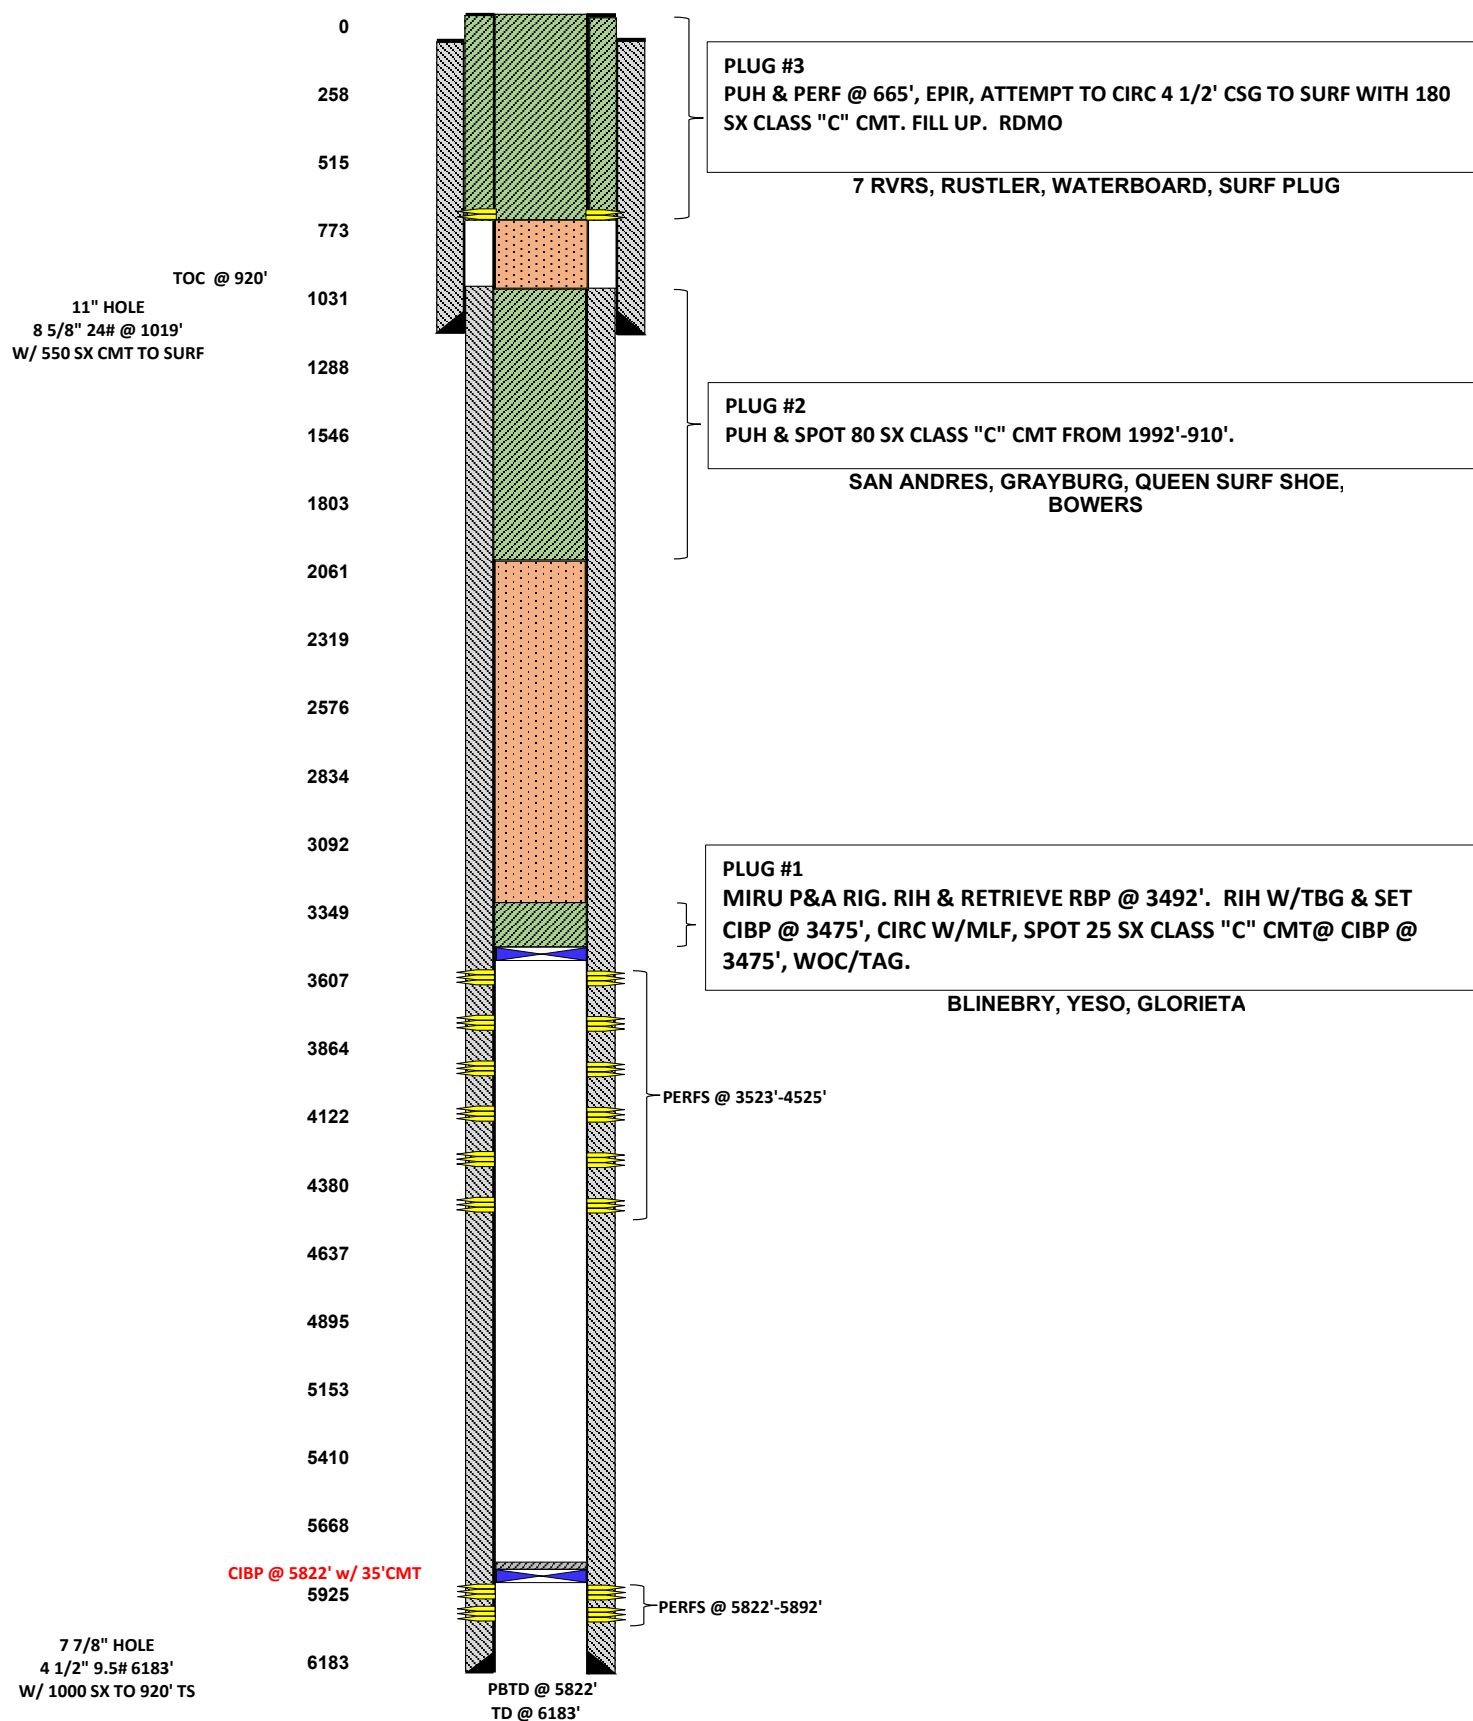 0
258
515
773
TOC @ 920'
1031
11" HOLE
8 5/8" 24# @ 1019'
W/ 550 SX CMT TO SURF
1288
1546
1803
2061
2319
2576
2834
3092
3349
3607
3864
4122
4380
4637
4895
5153
5410
5668
CIBP @ 5822' w/ 35'CMT
5925
7 7/8" HOLE
4 1/2" 9.5# 6183'
W/ 1000 SX TO 920' TS
6183
PLUG #3
PUH & PERF @ 665', EPIR, ATTEMPT TO CIRC 4 1/2' CSG TO SURF WITH 180
SX CLASS "C" CMT. FILL UP. RDMO
7 RVRS, RUSTLER, WATERBOARD, SURF PLUG
PLUG #2
PUH & SPOT 80 SX CLASS "C" CMT FROM 1992'-910'.
SAN ANDRES, GRAYBURG, QUEEN SURF SHOE,
BOWERS
PLUG #1
MIRU P&A RIG. RIH & RETRIEVE RBP @ 3492'. RIH W/TBG & SET
CIBP @ 3475', CIRC W/MLF, SPOT 25 SX CLASS "C" CMT@ CIBP @
3475', WOC/TAG.
BLINEBRY, YESO, GLORIETA
PERFS @ 3523'-4525'
PERFS @ 5822'-5892'
PBTD @ 5822'
TD @ 6183'